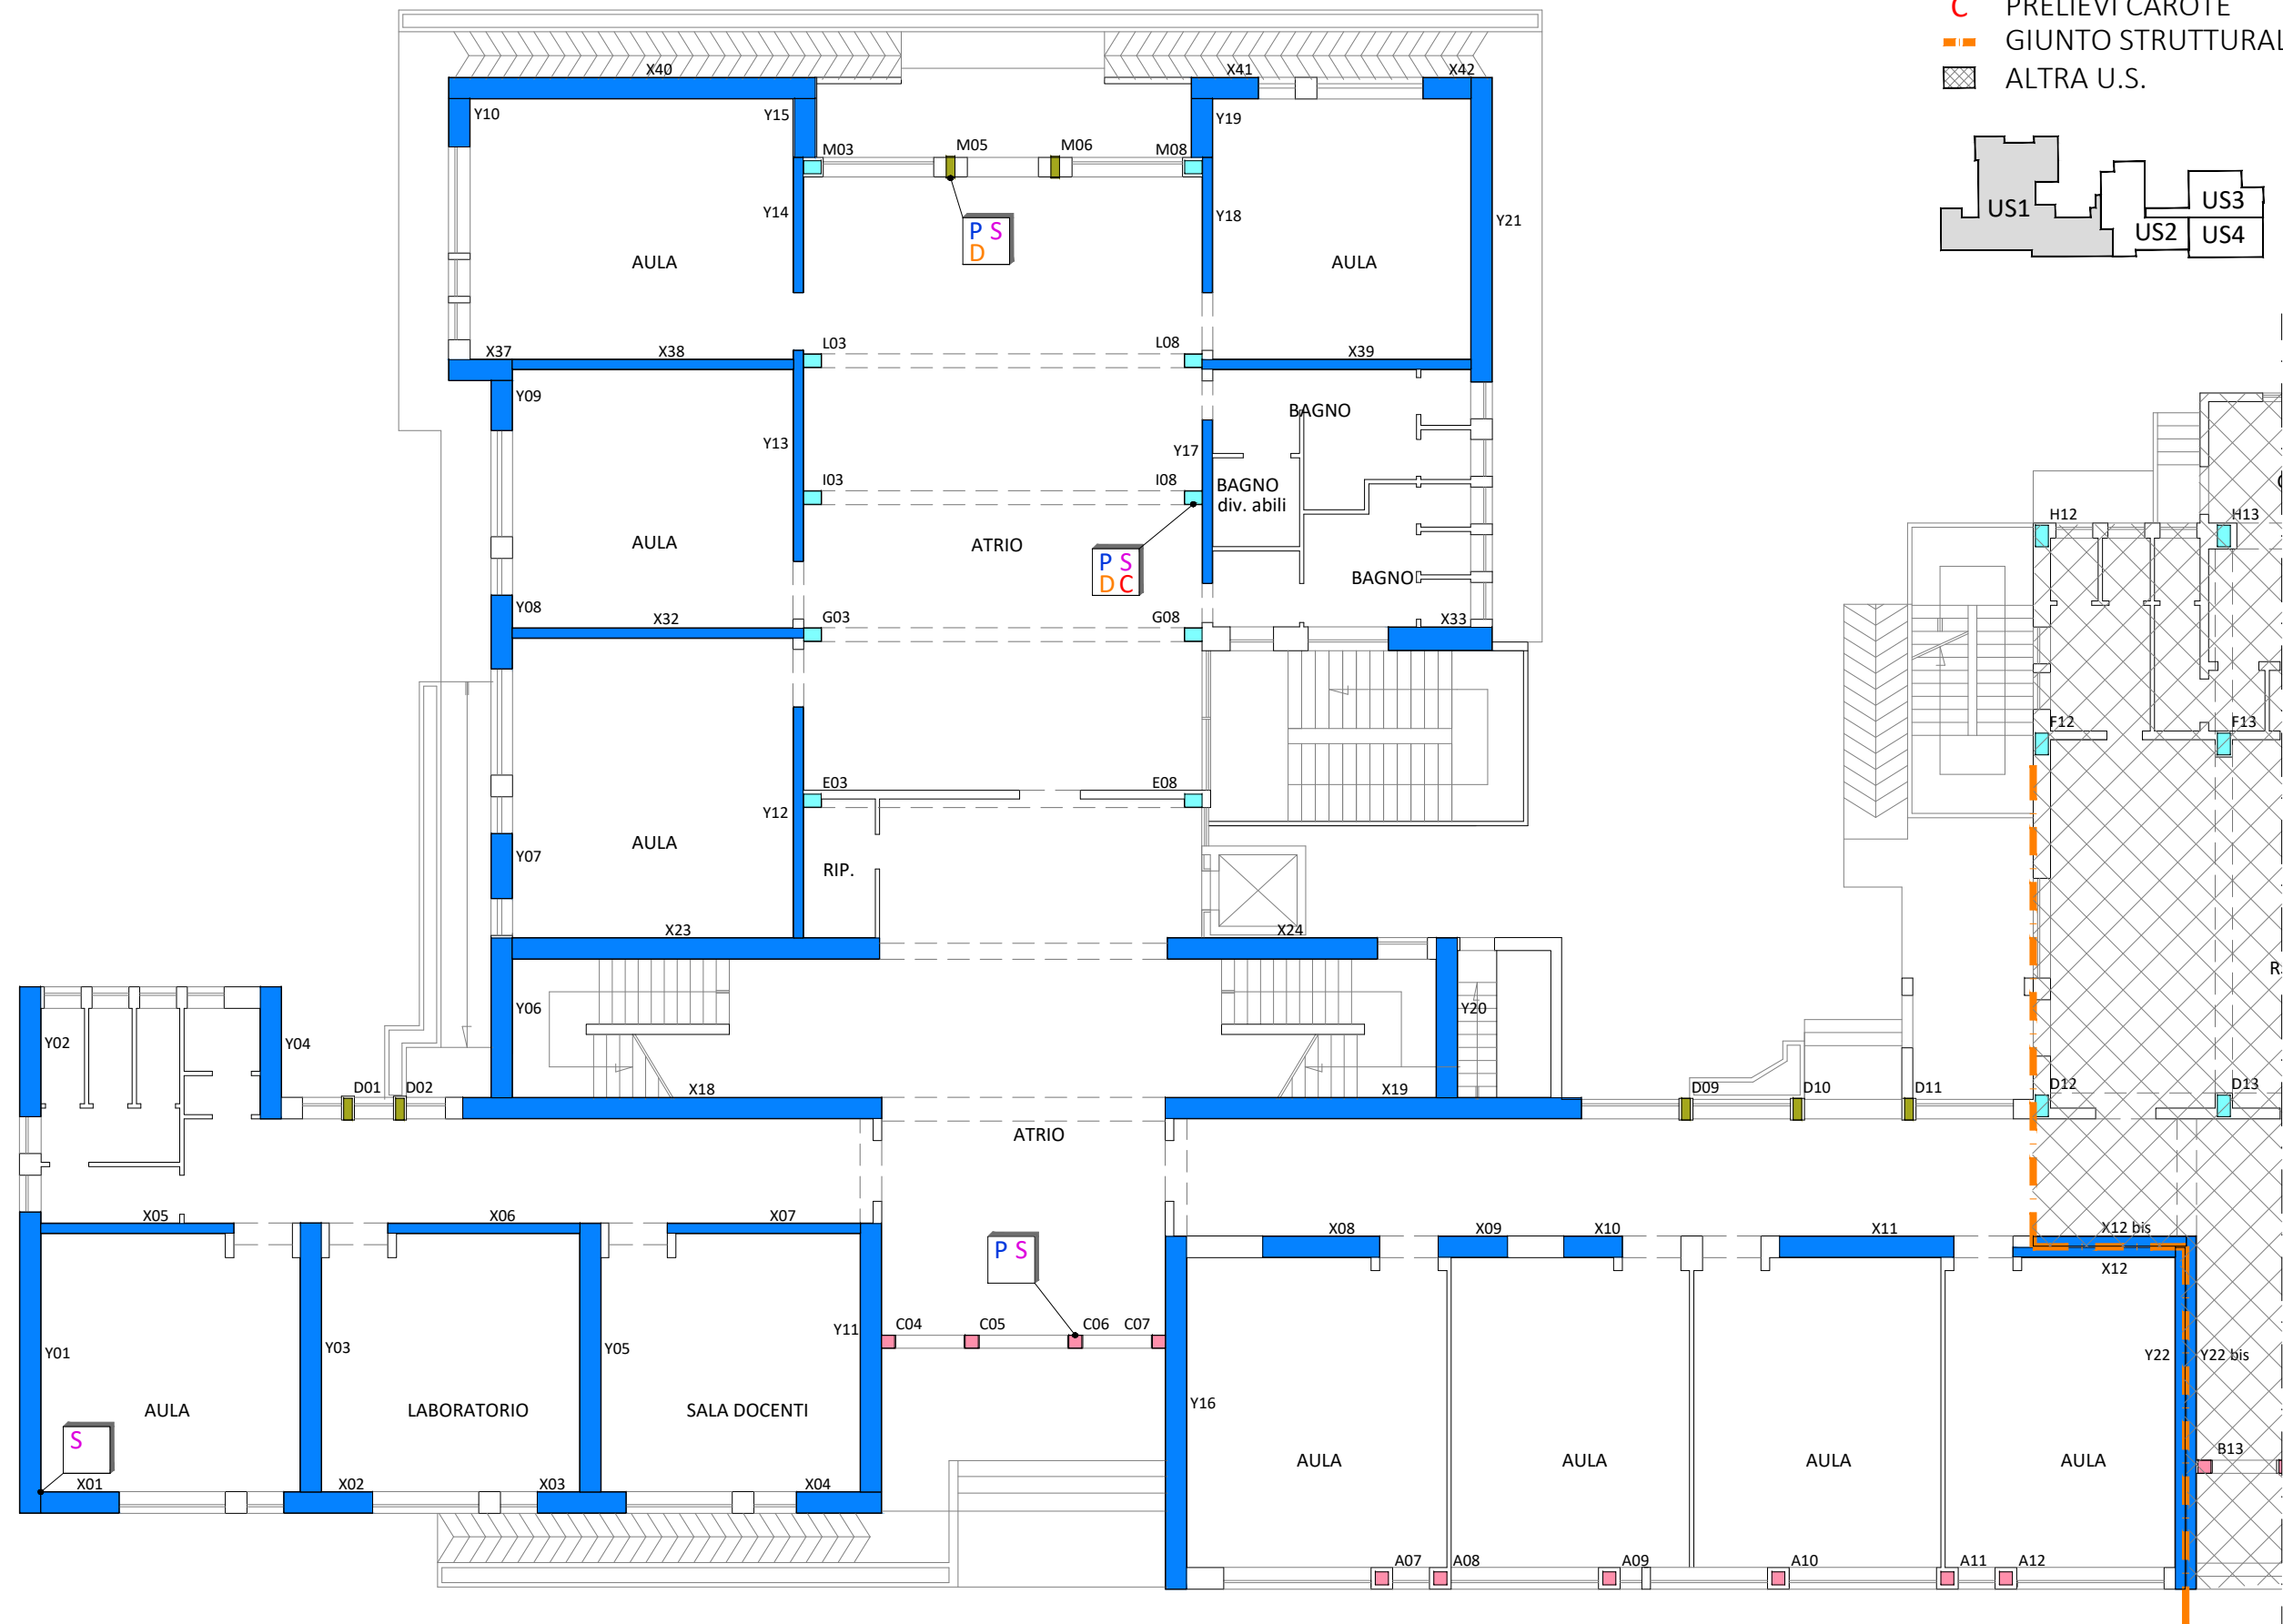 C PRELIEVI CAROTE
GIUNTO STRUTTURAL
ALTRA U.S.
US1
US2
US3
US4
X40
X41
X42
Y10
Y15
Y19
M03
M05
M06
M08
Y14
P S
D
Y18
Y21
AULA
AULA
X37
X38
L03
L08
X39
Y09
BAGNO
Y13
Y17
I03
I08
BAGNO
div. abili
H12
H13
AULA
ATRIO
P S
D C
BAGNO
Y08
X32
G03
G08
X33
F12
F13
E03
E08
Y12
AULA
Y07
RIP.
X23
X24
R
Y06
Y20
Y02
Y04
D01
D02
X18
X19
D09
D10
D11
D12
D13
ATRIO
X05
X06
X07
X08
X09
X10
X11
X12 bis
X12
P S
Y01
Y03
Y05
Y11
C04
C05
C06
C07
Y22
Y22 bis
Y16
AULA
LABORATORIO
SALA DOCENTI
S
AULA
AULA
AULA
AULA
B13
X01
X02
X03
X04
A07
A08
A09
A10
A11
A12